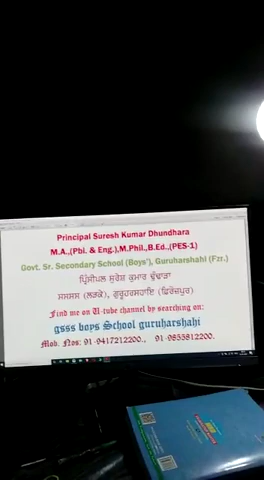 Principal Suresh Kumar Dhundhara
M.A.,(Pbi. & Eng.),M.Phil.,B.Ed.,(PES-1)
Govt. Sr. Secondary School (Boys'), Guruharshahi (Fzr.)
ਪ੍ਰਿੰਸੀਪਲ ਸੁਰੇਸ਼ ਕੁਮਾਰ ਢੂੰਢਾੜਾ
ਸਸਸਸ (ਲੜਕੇ), ਗੁਰੂਹਰਸਹਾਇ (ਫ਼ਿਰੋਜ਼ਪੁਰ)
Find me on U-tube channel by searching on:
gsss boys School guruharshahi
Mob. Nos: 91-9417212200., 91-9855812200.